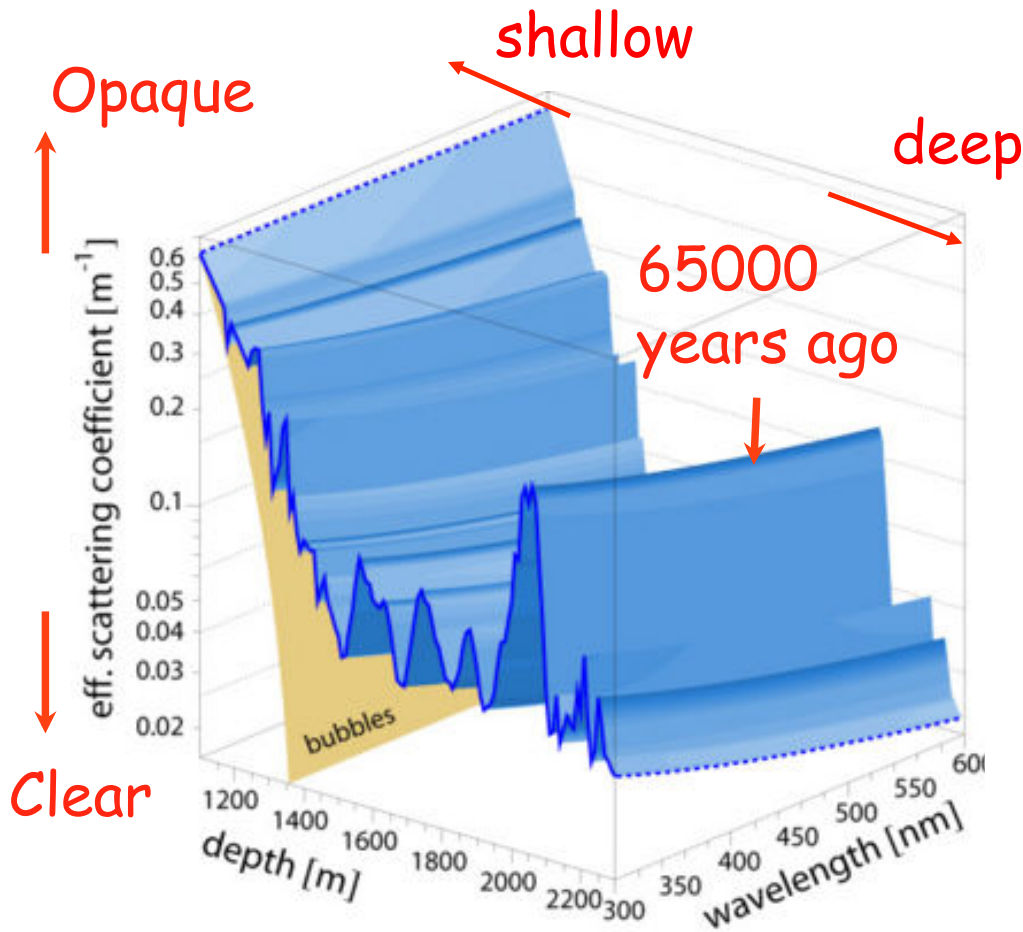 shallow
Opaque
deep
65000
years ago
eff. scattering coefficient [m⁻¹]
0.6
0.5
0.4
0.3
0.2
0.1
0.05
0.04
0.03
0.02
bubbles
Clear
1200
1400
1600
1800
2000
2200
depth [m]
300
350
400
450
500
550
600
wavelength [nm]